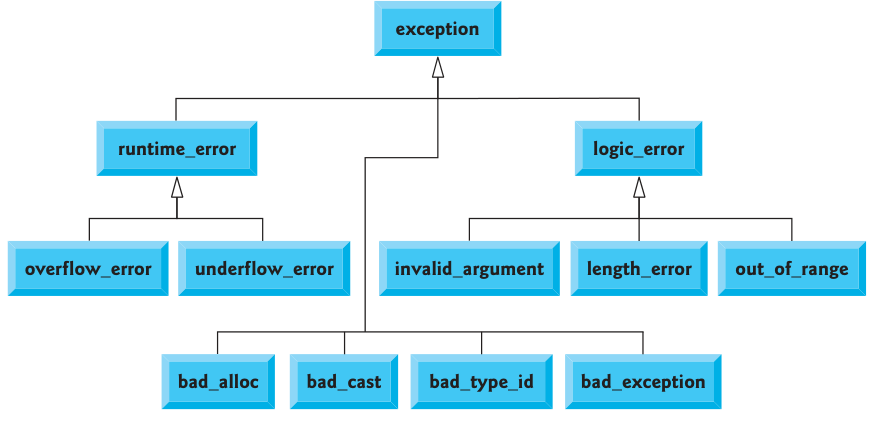 exception
runtime_error
logic_error
overflow_error
underflow_error
invalid_argument
length_error
out_of_range
bad_alloc
bad_cast
bad_type_id
bad_exception